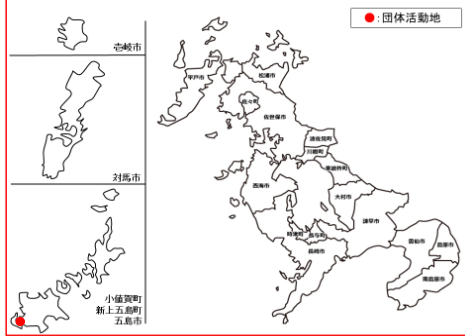 ●:団体活動地
壱岐市
対馬市
小値賀町
新上五島町
五島市
平戸市
松浦市
佐々町
佐世保市
波佐見町
川棚町
東彼杵町
西海市
大村市
時津町
長与町
諫早市
長崎市
雲仙市
島原市
南島原市